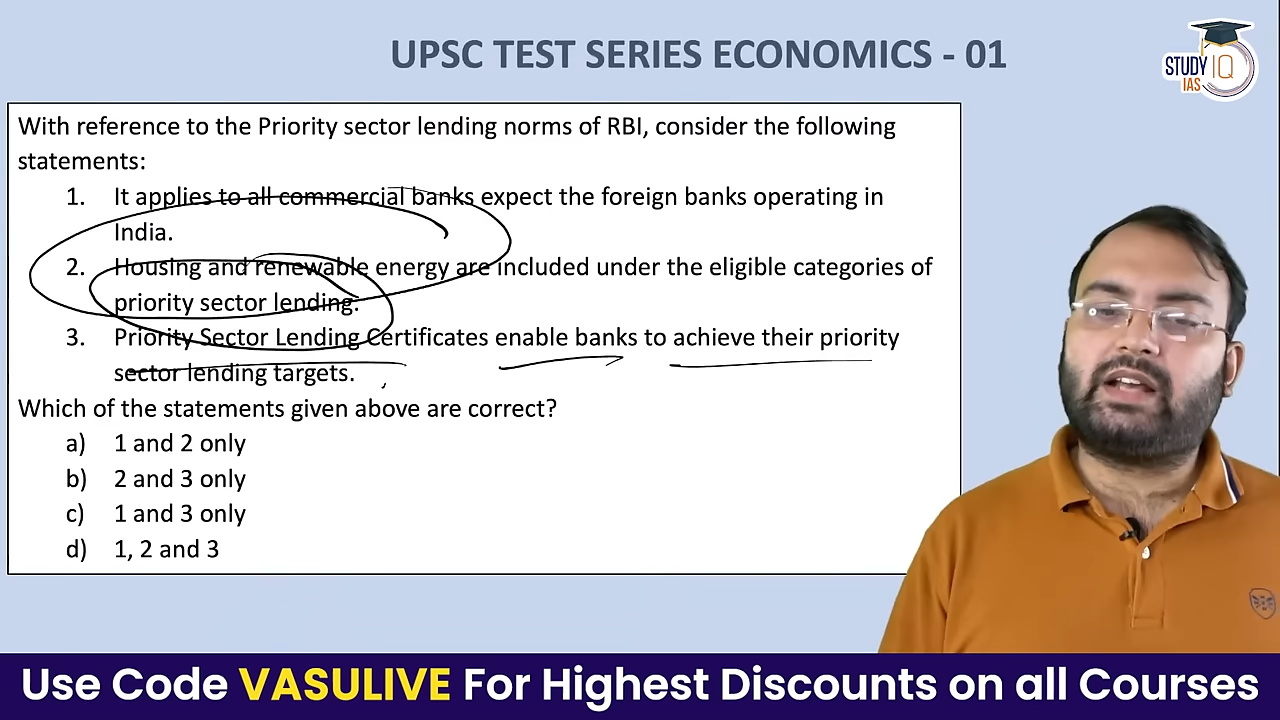 UPSC TEST SERIES ECONOMICS - 01
STUDY IQ
IAS
With reference to the Priority sector lending norms of RBI, consider the following
statements:
1. It applies to all commercial banks expect the foreign banks operating in
India.
2. Housing and renewable energy are included under the eligible categories of
priority sector lending.
3. Priority Sector Lending Certificates enable banks to achieve their priority
sector lending targets.
Which of the statements given above are correct?
a) 1 and 2 only
b) 2 and 3 only
c) 1 and 3 only
d) 1, 2 and 3
Use Code VASULIVE For Highest Discounts on all Courses